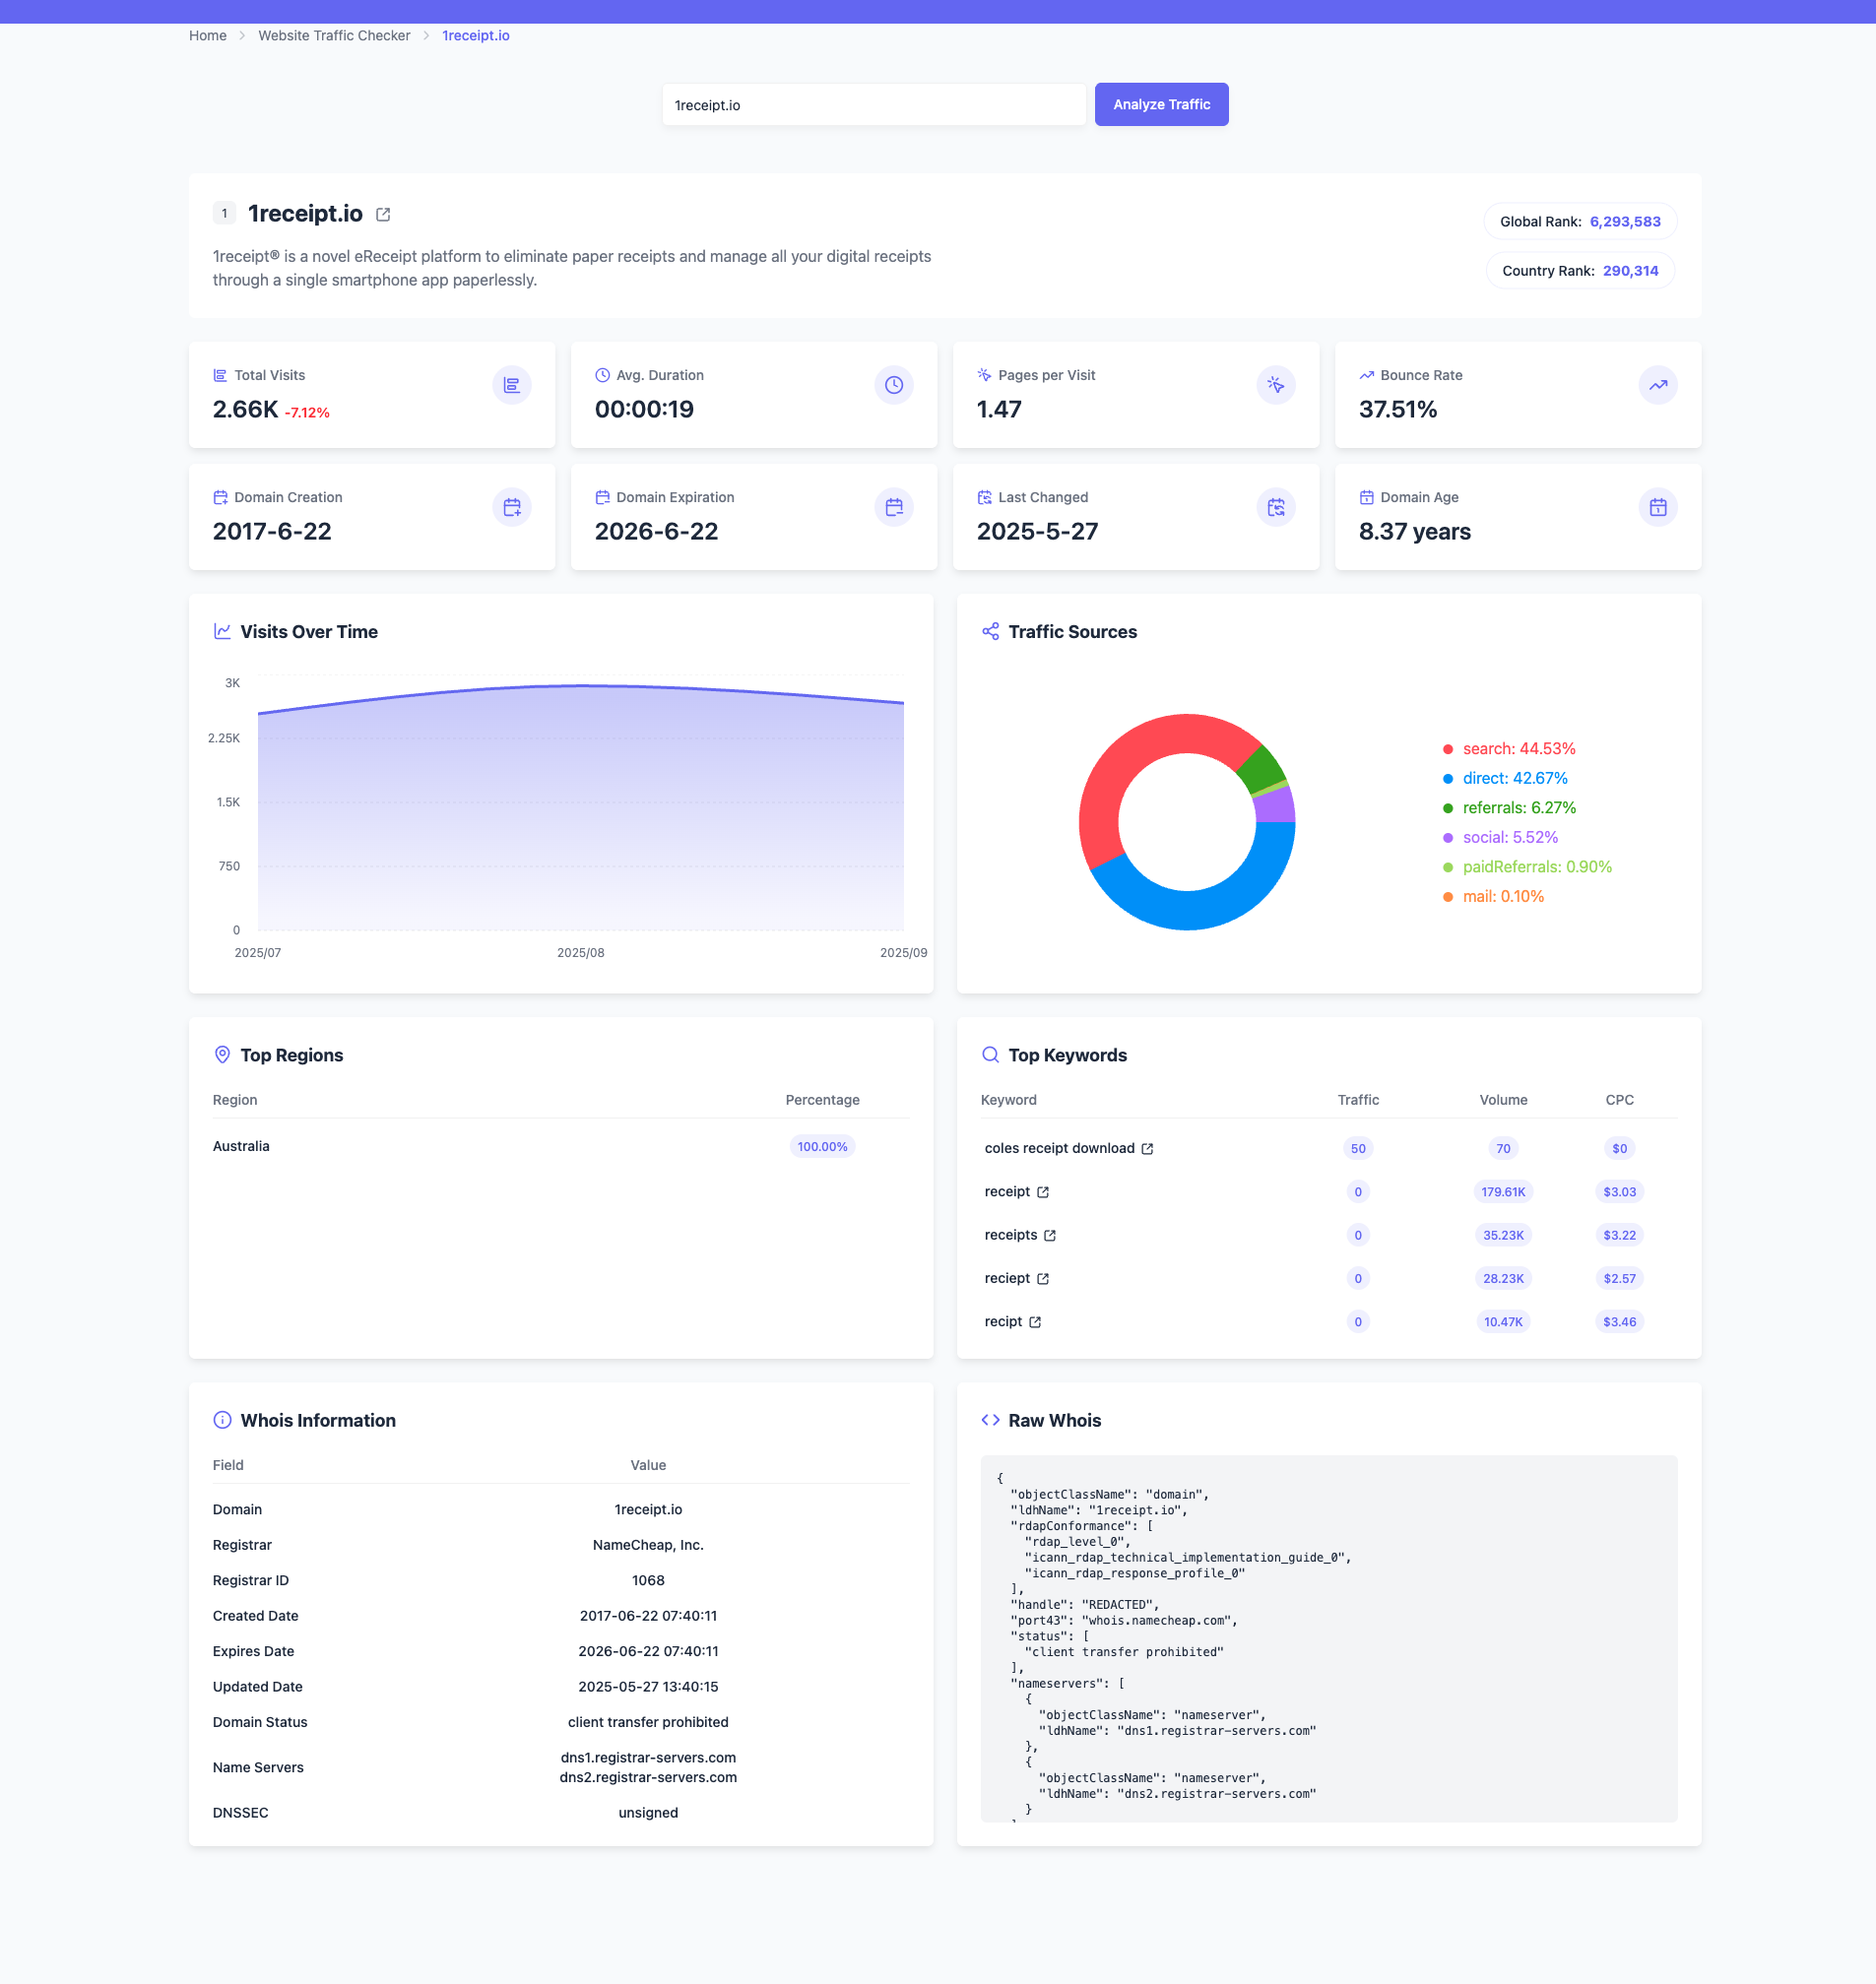 Home > Website Traffic Checker > 1receipt.io
1receipt.io
Analyze Traffic
1
1receipt.io
1receipt® is a novel eReceipt platform to eliminate paper receipts and manage all your digital receipts
through a single smartphone app paperlessly.
Global Rank: 6,293,583
Country Rank: 290,314
Total Visits
2.66K -7.12%
Avg. Duration
00:00:19
Pages per Visit
1.47
Bounce Rate
37.51%
Domain Creation
2017-6-22
Domain Expiration
2026-6-22
Last Changed
2025-5-27
Domain Age
8.37 years
Visits Over Time
3K
2.25K
1.5K
750
0
2025/07 2025/08 2025/09
Traffic Sources
search: 44.53%
direct: 42.67%
referrals: 6.27%
social: 5.52%
paidReferrals: 0.90%
mail: 0.10%
Top Regions
Region Percentage
Australia 100.00%
Top Keywords
Keyword Traffic Volume CPC
coles receipt download 50 70 $0
receipt 0 179.61K $3.03
receipts 0 35.23K $3.22
reciept 0 28.23K $2.57
recipt 0 10.47K $3.46
Whois Information
Field Value
Domain 1receipt.io
Registrar NameCheap, Inc.
Registrar ID 1068
Created Date 2017-06-22 07:40:11
Expires Date 2026-06-22 07:40:11
Updated Date 2025-05-27 13:40:15
Domain Status client transfer prohibited
Name Servers dns1.registrar-servers.com
dns2.registrar-servers.com
DNSSEC unsigned
Raw Whois
{
"objectClassName": "domain",
"ldhName": "1receipt.io",
"rdapConformance": [
"rdap_level_0",
"icann_rdap_technical_implementation_guide_0",
"icann_rdap_response_profile_0"
],
"handle": "REDACTED",
"port43": "whois.namecheap.com",
"status": [
"client transfer prohibited"
],
"nameservers": [
{
"objectClassName": "nameserver",
"ldhName": "dns1.registrar-servers.com"
},
{
"objectClassName": "nameserver",
"ldhName": "dns2.registrar-servers.com"
}